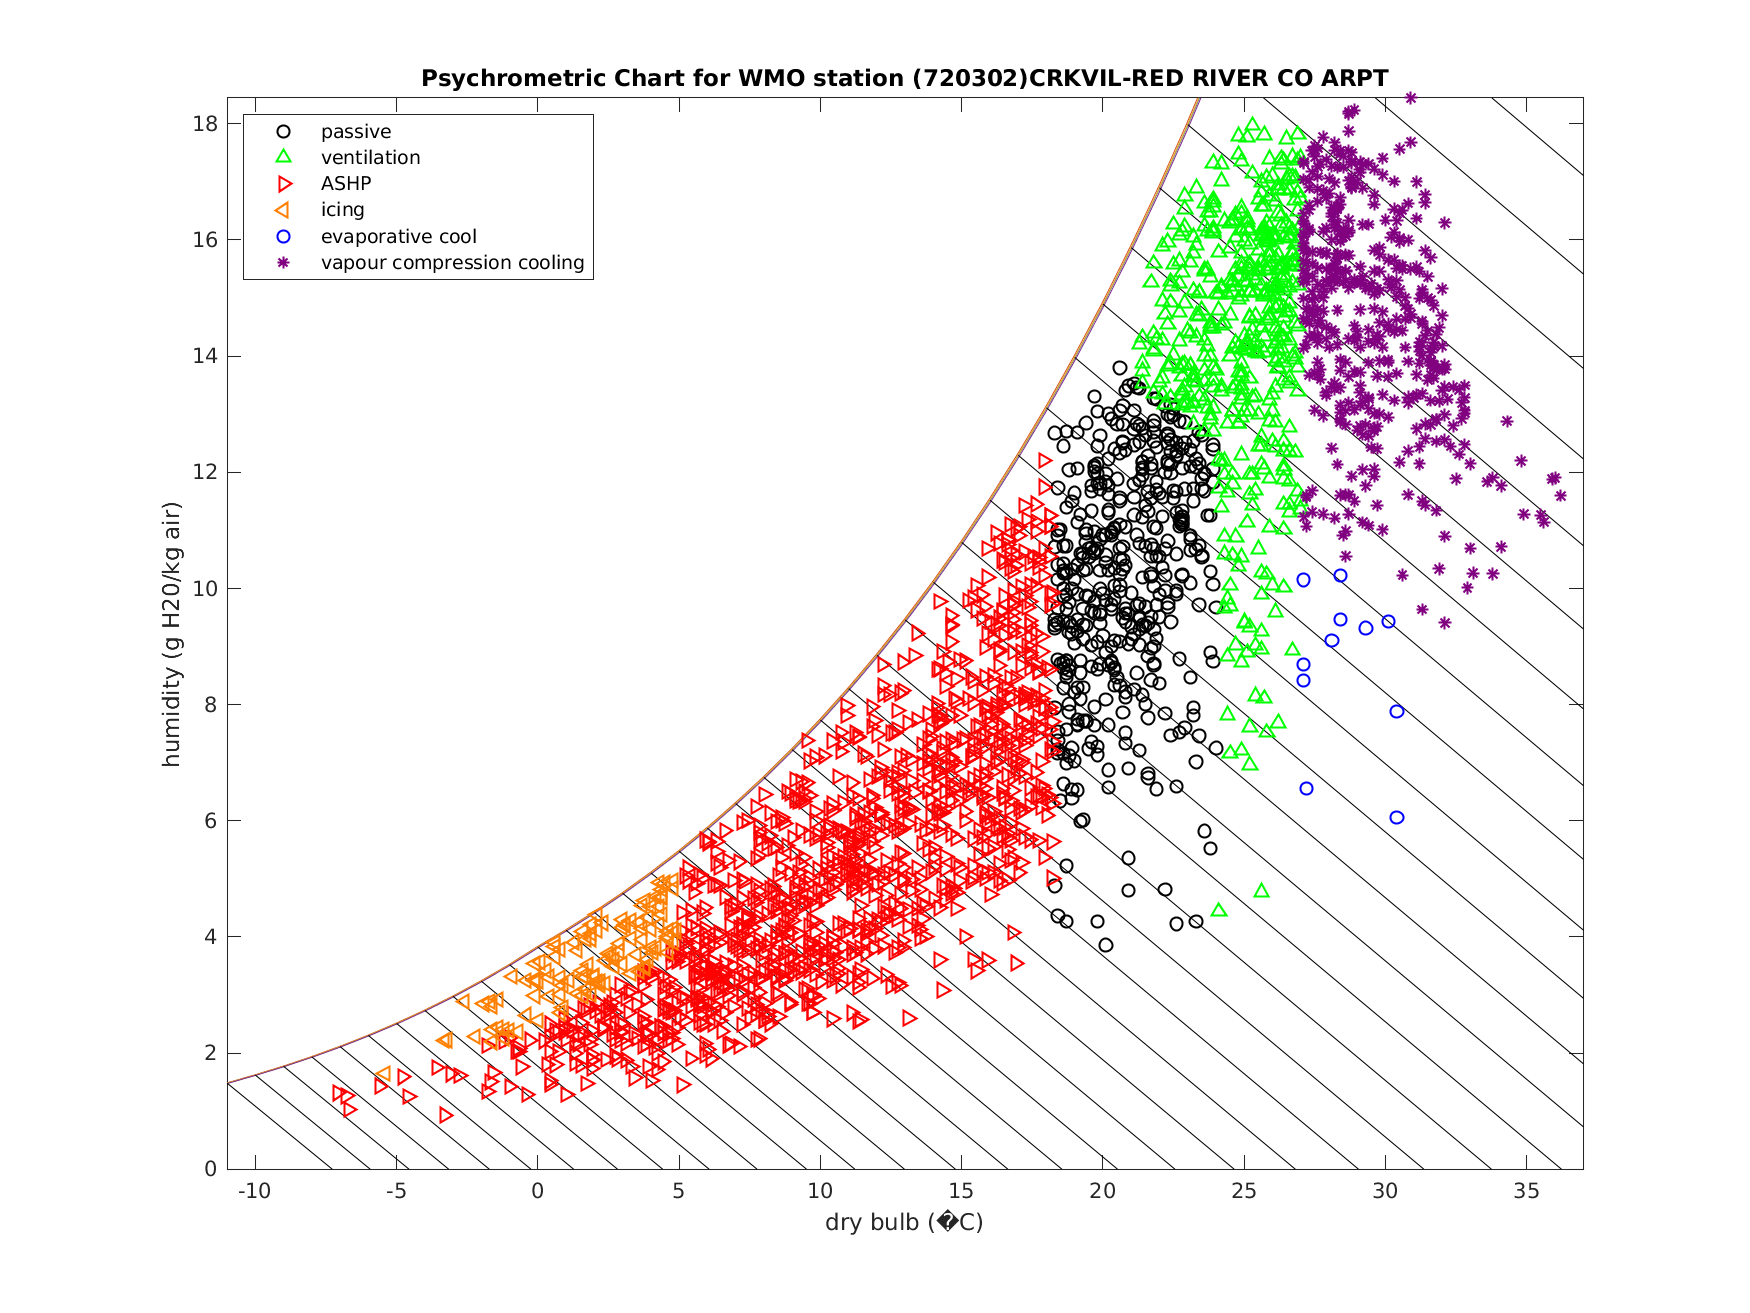 Psychrometric Chart for WMO station (720302)CRKVIL-RED RIVER CO ARPT
passive
ventilation
ASHP
icing
evaporative cool
vapour compression cooling
humidity (g H20/kg air)
18
16
14
12
10
8
6
4
2
0
-10 -5 0 5 10 15 20 25 30 35
dry bulb (�C)